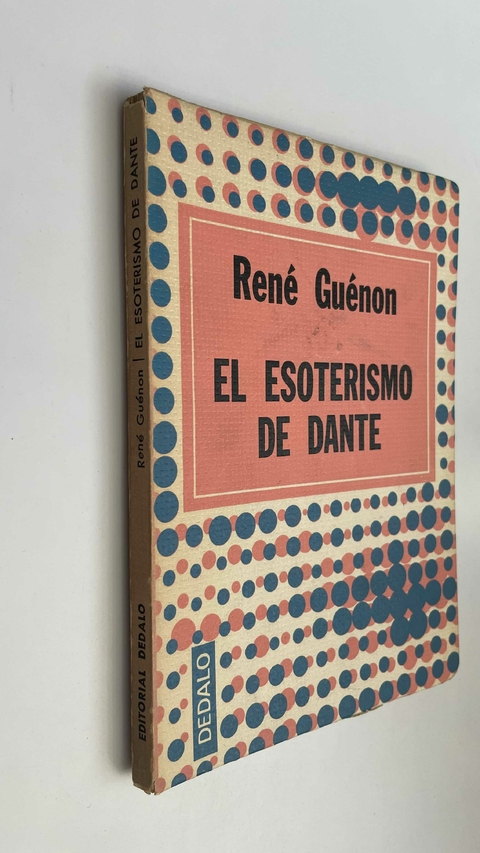 René Guénon
EL ESOTERISMO
DE DANTE
DEDALO
EDITORIAL DEDALO
René Guénon | EL ESOTERISMO DE DANTE